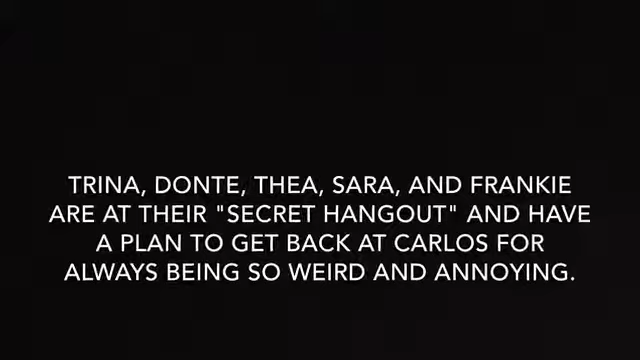 TRINA, DONTE, THEA, SARA, AND FRANKIE
ARE AT THEIR "SECRET HANGOUT" AND HAVE
A PLAN TO GET BACK AT CARLOS FOR
ALWAYS BEING SO WEIRD AND ANNOYING.